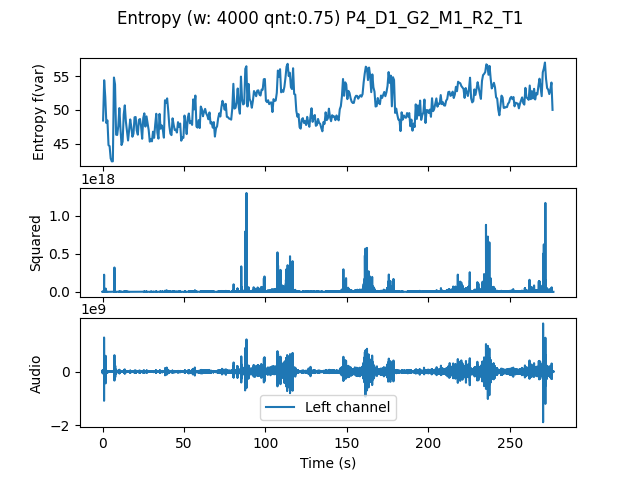 Entropy (w: 4000 qnt:0.75) P4_D1_G2_M1_R2_T1
Entropy f(var)
55
50
45
1e18
Squared
1.0
0.5
0.0
1e9
Audio
0
−2
Left channel
0 50 100 150 200 250
Time (s)